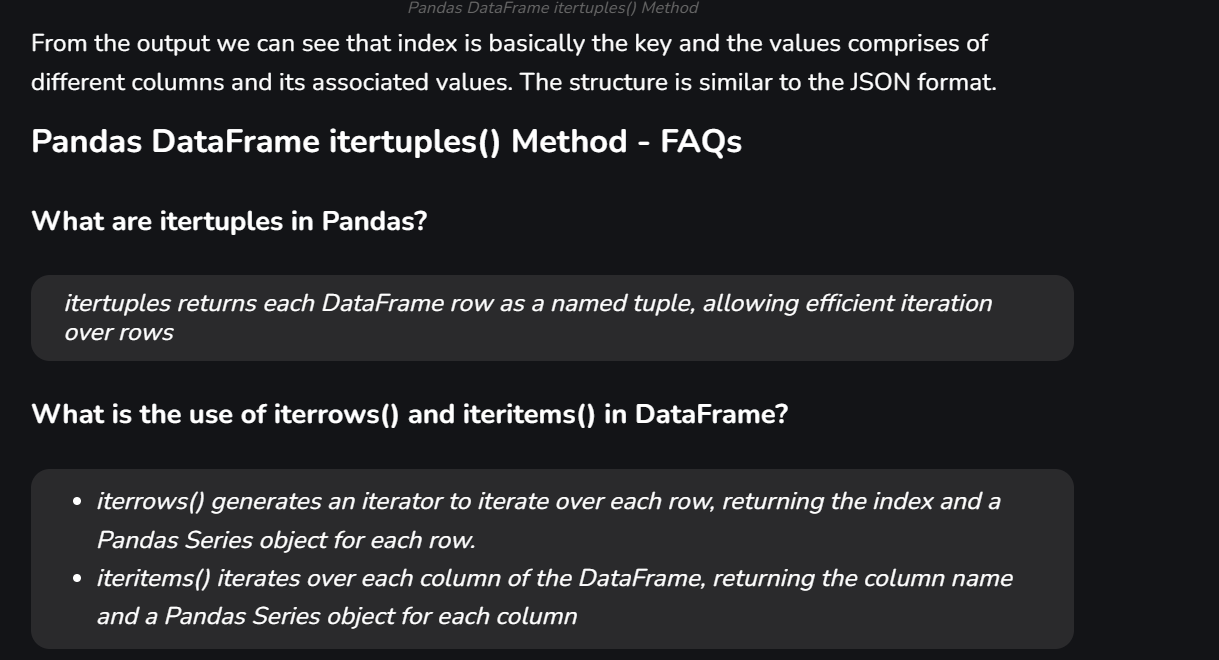 Pandas DataFrame itertuples() Method
From the output we can see that index is basically the key and the values comprises of
different columns and its associated values. The structure is similar to the JSON format.
Pandas DataFrame itertuples() Method - FAQs
What are itertuples in Pandas?
itertuples returns each DataFrame row as a named tuple, allowing efficient iteration
over rows
What is the use of iterrows() and iteritems() in DataFrame?
• iterrows() generates an iterator to iterate over each row, returning the index and a
Pandas Series object for each row.
• iteritems() iterates over each column of the DataFrame, returning the column name
and a Pandas Series object for each column